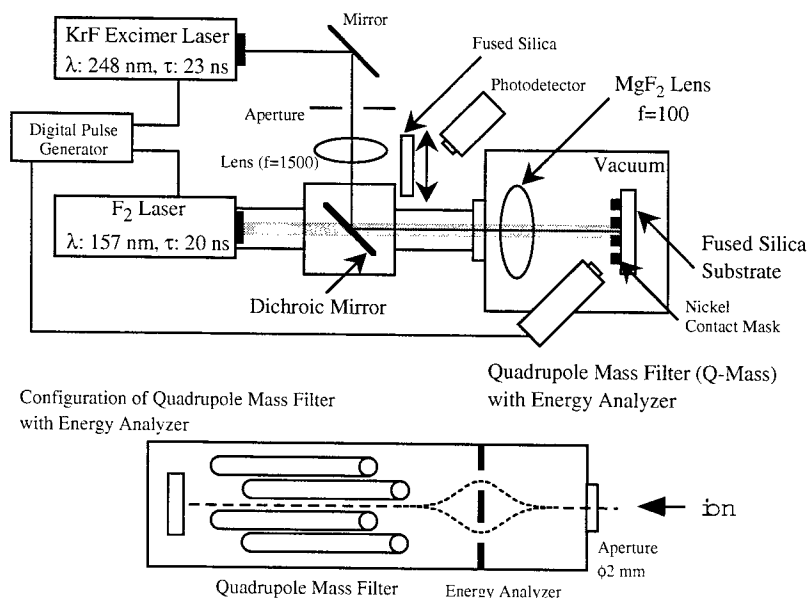 Mirror
KrF Excimer Laser
λ: 248 nm, τ: 23 ns
Fused Silica
Photodetector
MgF₂ Lens
f=100
Aperture
Digital Pulse
Generator
Lens (f=1500)
Vacuum
F₂ Laser
λ: 157 nm, τ: 20 ns
Fused Silica
Substrate
Dichroic Mirror
Nickel
Contact Mask
Quadrupole Mass Filter (Q-Mass)
with Energy Analyzer
Configuration of Quadrupole Mass Filter
with Energy Analyzer
ion
Aperture
ϕ2 mm
Quadrupole Mass Filter
Energy Analyzer